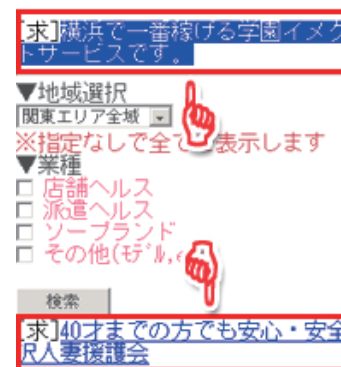 [求]横浜で一番稼げる学園イメク
トサービスです。
▼地域選択
関東エリア全域
※指定なしで全て表示します
▼業種
店舗ヘルス
派遣ヘルス
ソープランド
その他(ﾓﾃﾞﾙ,
検索
[求]40才までの方でも安心・安全
R人妻援護会